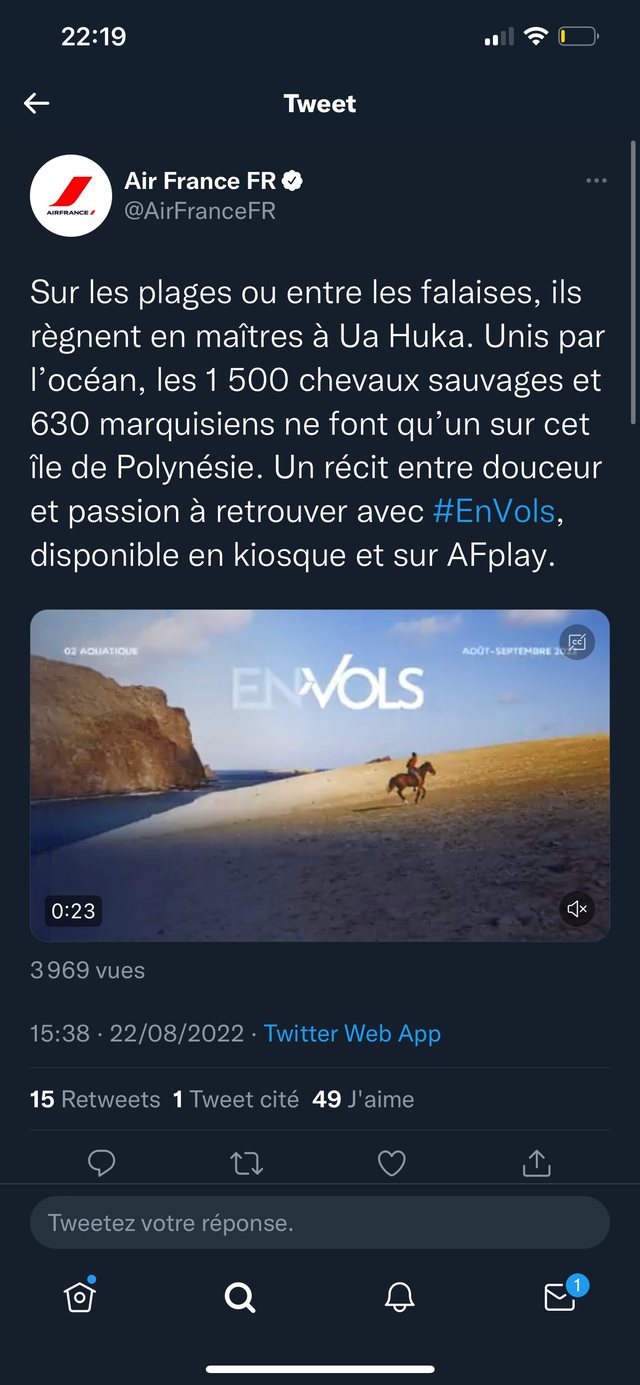 22:19
Tweet
Air France FR
@AirFranceFR
AIRFRANCE
Sur les plages ou entre les falaises, ils
règnent en maîtres à Ua Huka. Unis par
l’océan, les 1 500 chevaux sauvages et
630 marquisiens ne font qu’un sur cet
île de Polynésie. Un récit entre douceur
et passion à retrouver avec #EnVols,
disponible en kiosque et sur AFplay.
02 AQUATIQUE
AOÛT-SEPTEMBRE
CC
ENVOLS
0:23
3 969 vues
15:38 · 22/08/2022 · Twitter Web App
15 Retweets 1 Tweet cité 49 J'aime
Tweetez votre réponse.
1